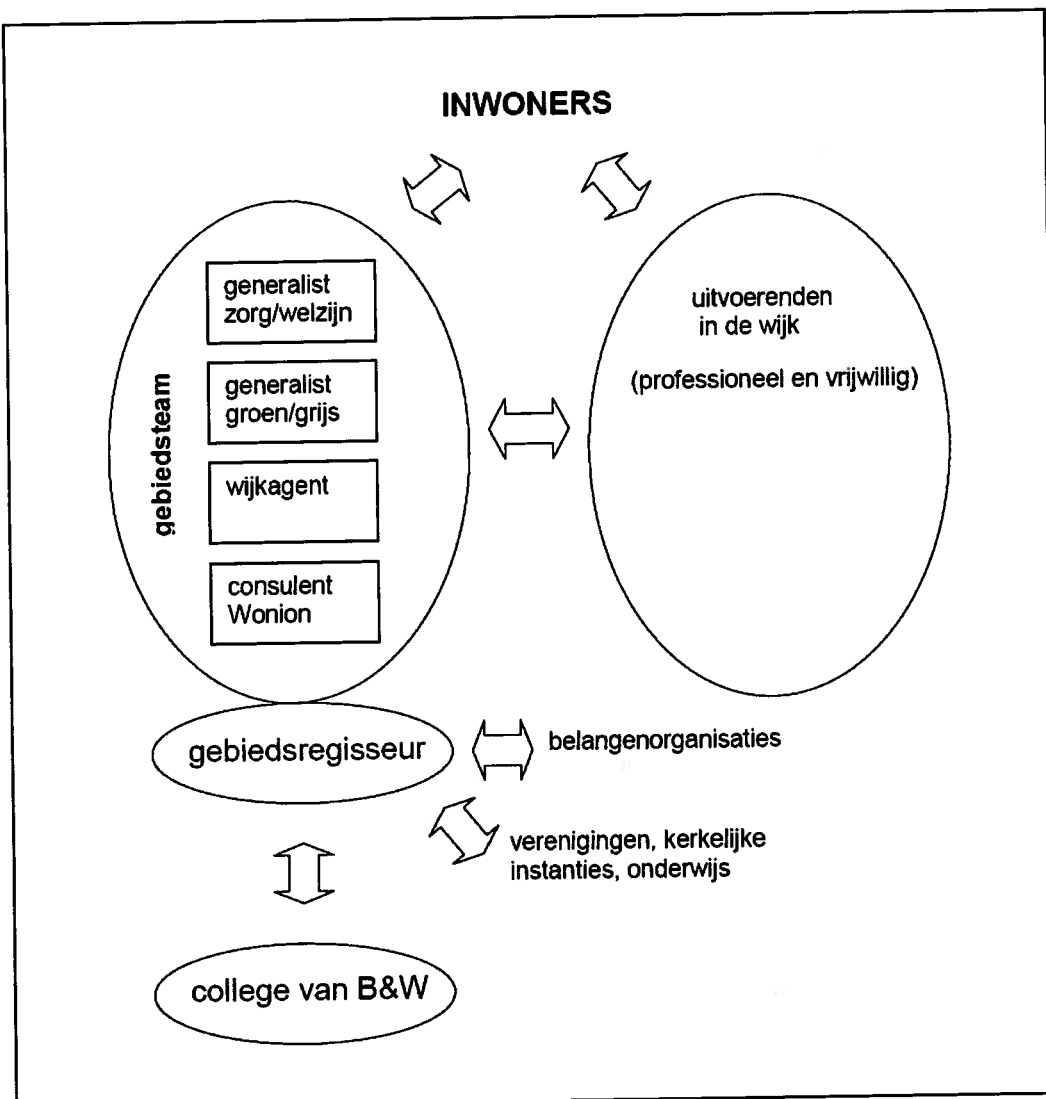 INWONERS
gebiedsteam
generalist
zorg/welzijn
generalist
groen/grijs
wijkagent
consulent
Wonion
uitvoerenden
in de wijk
(professioneel en vrijwillig)
gebiedsregisseur
belangenorganisaties
verenigingen, kerkelijke
instanties, onderwijs
college van B&W